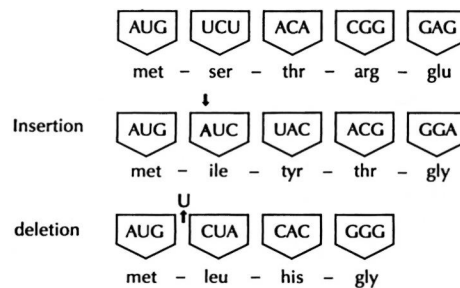 AUG UCU ACA CGG GAG
met – ser – thr – arg – glu
Insertion AUG AUC UAC ACG GGA
met – ile – tyr – thr – gly
U
deletion AUG CUA CAC GGG
met – leu – his – gly